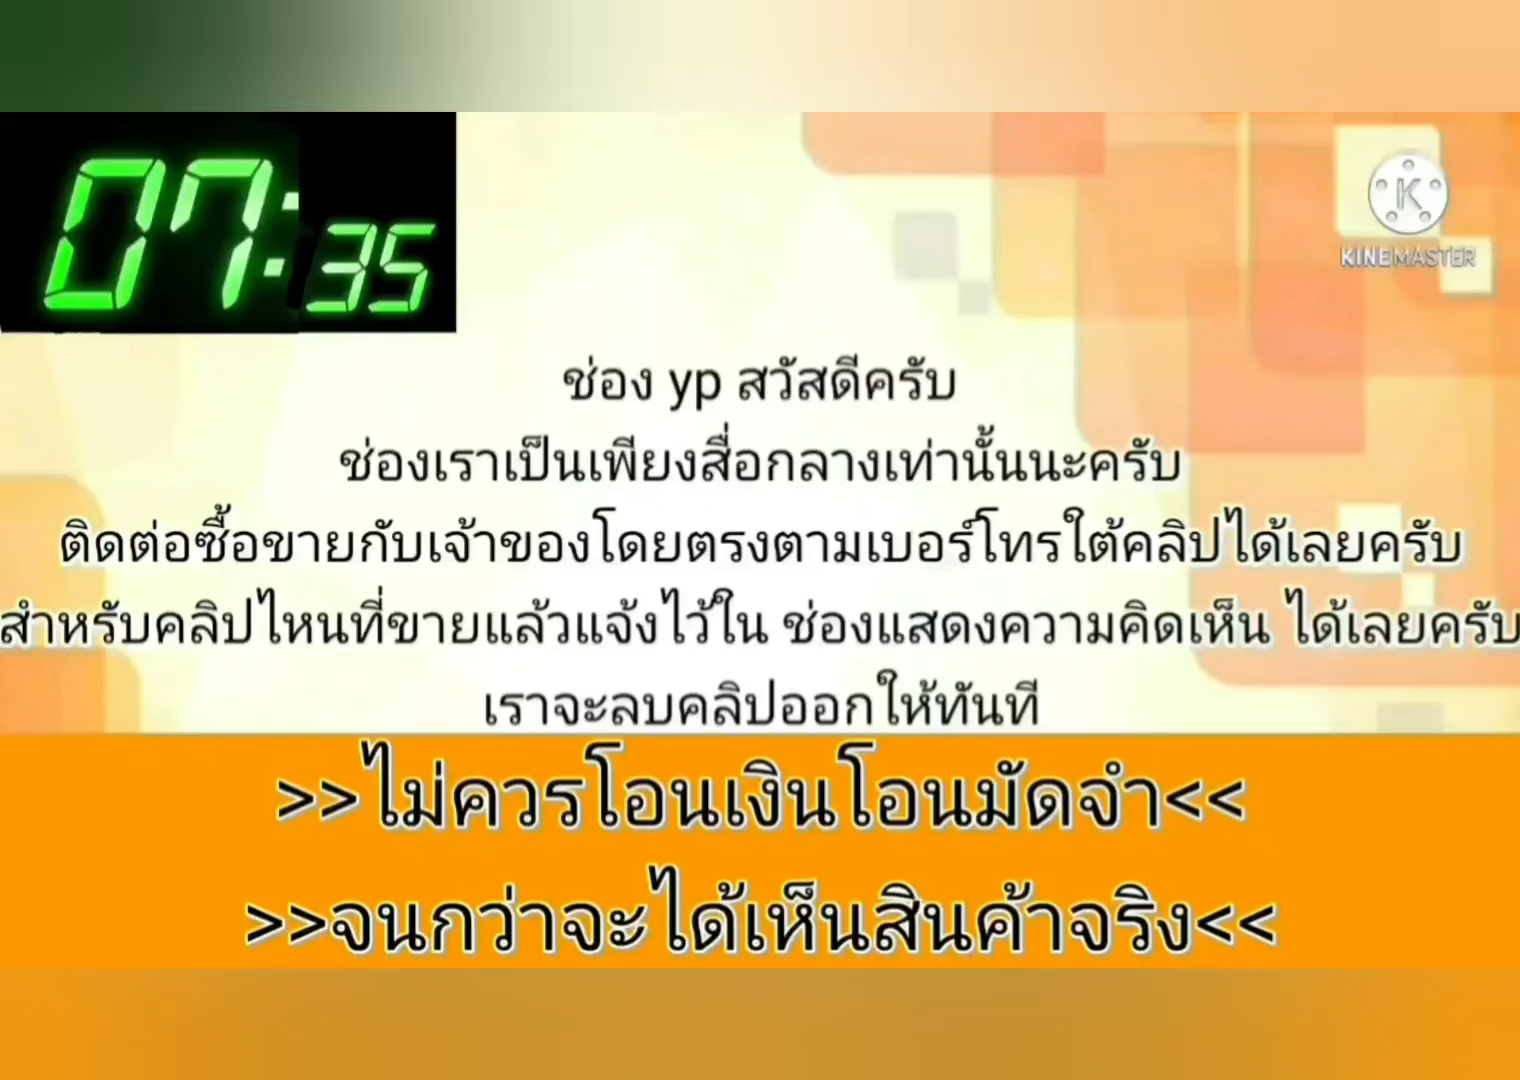 07:35
KINEMASTER
ช่อง yp สวัสดีครับ
ช่องเราเป็นเพียงสื่อกลางเท่านั้นนะครับ
ติดต่อซื้อขายกับเจ้าของโดยตรงตามเบอร์โทรใต้คลิปได้เลยครับ
สำหรับคลิปไหนที่ขายแล้วแจ้งไว้ใน ช่องแสดงความคิดเห็น ได้เลยครับ
เราจะลบคลิปออกให้ทันที
>>ไม่ควรโอนเงินโอนมัดจำ<<
>>จนกว่าจะได้เห็นสินค้าจริง<<